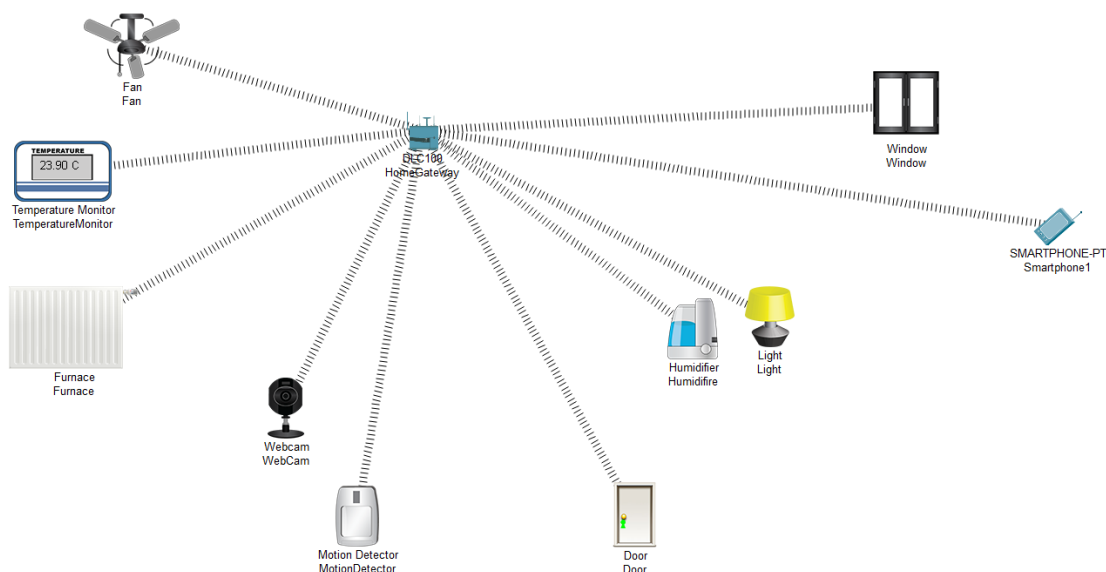 Fan
Fan
DLC100
HomeGateway
Window
Window
TEMPERATURE
23.90 C
Temperature Monitor
TemperatureMonitor
SMARTPHONE-PT
Smartphone1
Furnace
Furnace
Humidifier
Humidifire
Light
Light
Webcam
WebCam
Motion Detector
MotionDetector
Door
Door